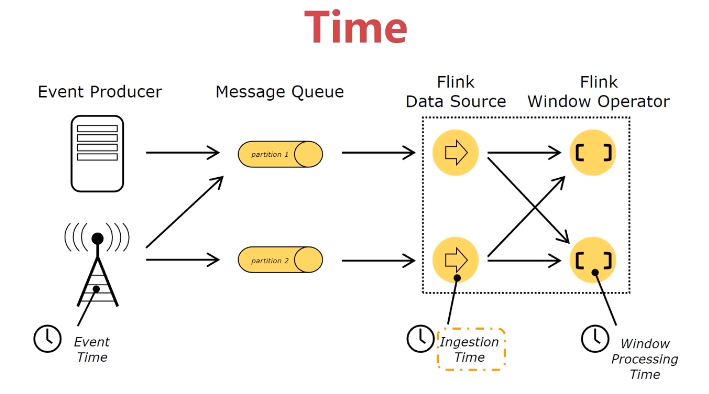 Time
Event Producer
Message Queue
Flink
Data Source
Flink
Window Operator
partition 1
partition 2
Event
Time
Ingestion
Time
Window
Processing
Time